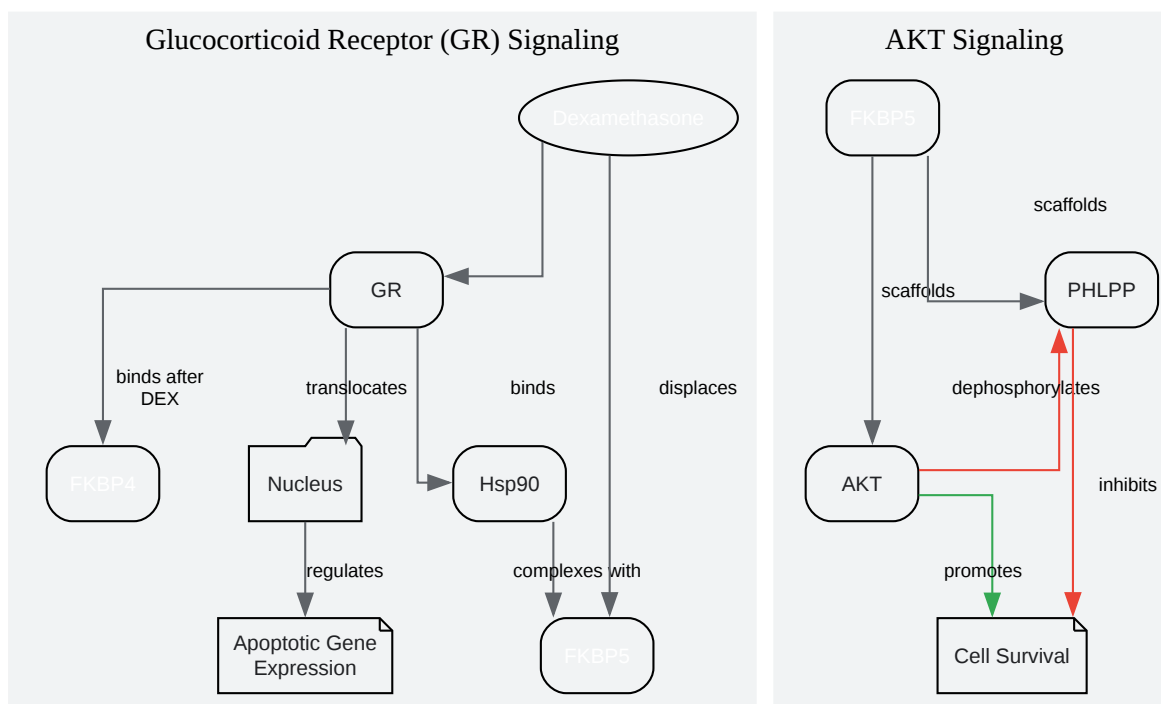 Glucocorticoid Receptor (GR) Signaling
Dexamethasone
GR
binds after
DEX
translocates
binds
displaces
FKBP4
Nucleus
Hsp90
regulates
complexes with
Apoptotic Gene
Expression
FKBP5
AKT Signaling
FKBP5
scaffolds
scaffolds
PHLPP
dephosphorylates
AKT
inhibits
promotes
Cell Survival